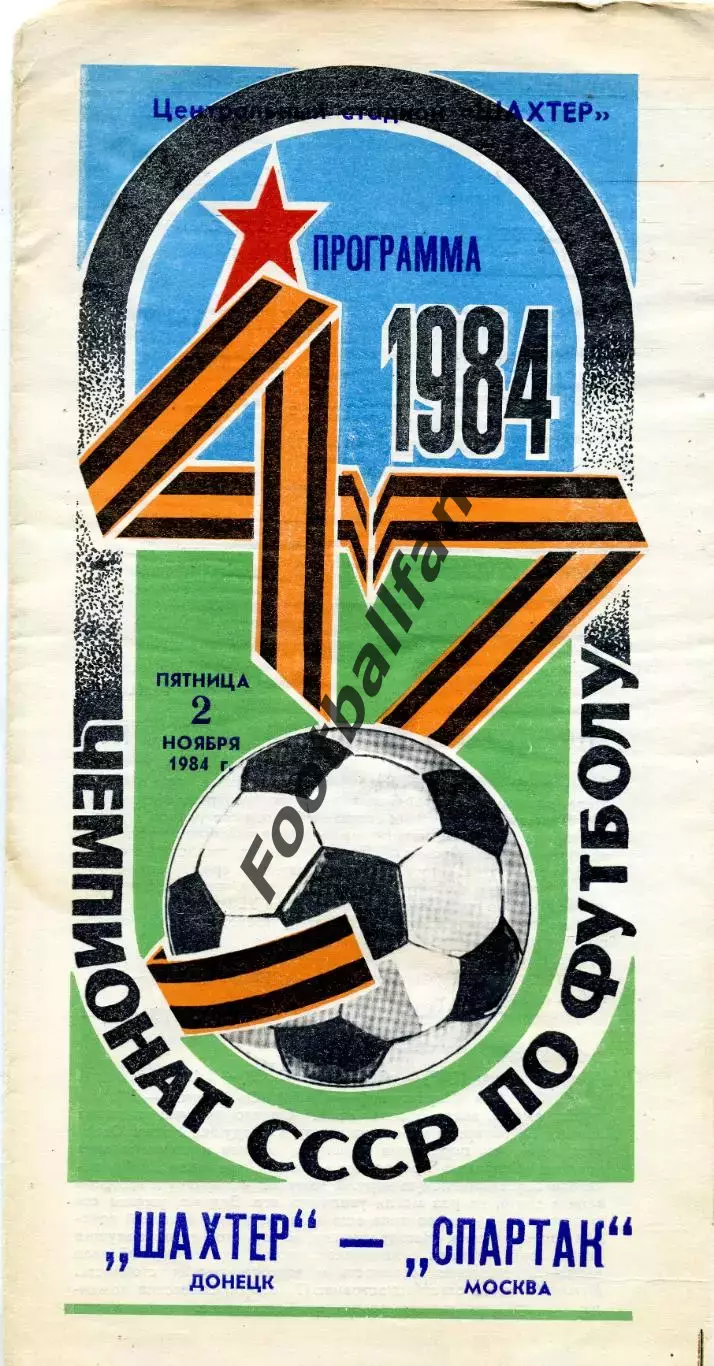 Центральный стадион «ШАХТЕР»
ПРОГРАММА
1984
ПЯТНИЦА
2
НОЯБРЯ
1984 г.
ЧЕМПИОНАТ СССР ПО ФУТБОЛУ
„ШАХТЕР“ — „СПАРТАК“
ДОНЕЦК МОСКВА
Footballfan